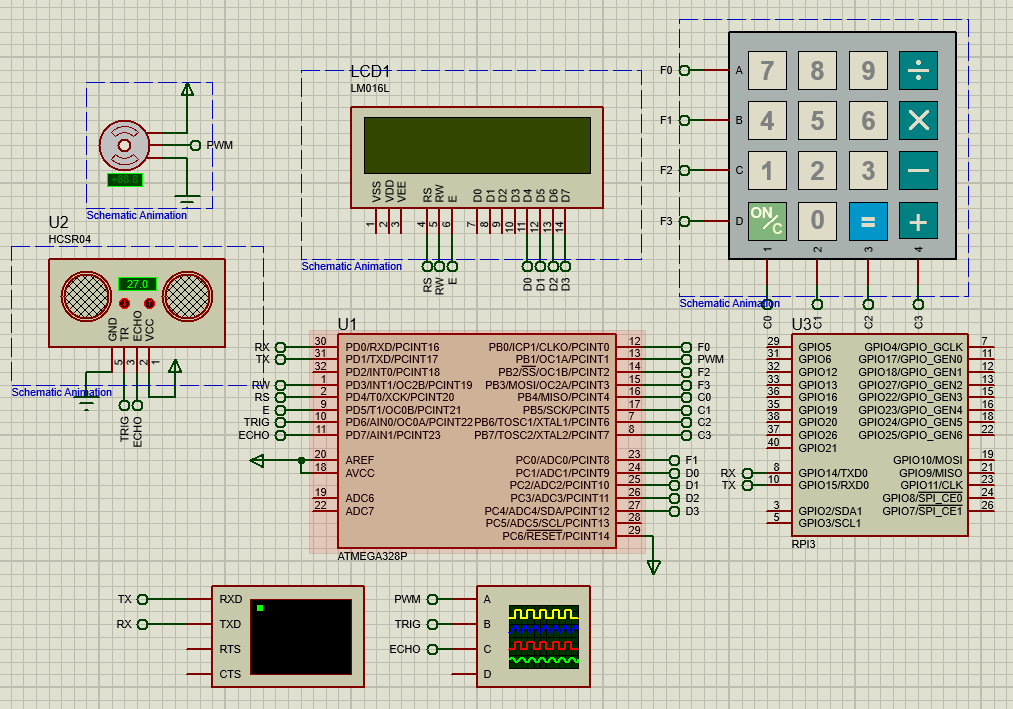 PWM
+88.8
Schematic Animation
U2
HCSR04
27.0
GND
TR
ECHO
VCC
5
3
2
1
Schematic Animation
TRIG
ECHO
LCD1
LM016L
VSS
VDD
VEE
RS
RW
E
D0
D1
D2
D3
D4
D5
D6
D7
1
2
3
4
5
6
7
8
9
10
11
12
13
14
Schematic Animation
RS
RW
E
D0
D1
D2
D3
F0 A 7 8 9 ÷
F1 B 4 5 6 ×
C 1 2 3 −
F2
F3 D ON/C 0 = +
1 2 3 4
Schematic Animation
C0 C1 C2 C3
U1
RX 30 PD0/RXD/PCINT16 PB0/ICP1/CLKO/PCINT0 12 F0
TX 31 PD1/TXD/PCINT17 PB1/OC1A/PCINT1 13 PWM
32 PD2/INT0/PCINT18 PB2/SS/OC1B/PCINT2 14 F2
RW 1 PD3/INT1/OC2B/PCINT19 PB3/MOSI/OC2A/PCINT3 15 F3
RS 2 PD4/T0/XCK/PCINT20 PB4/MISO/PCINT4 16 C0
E 9 PD5/T1/OC0B/PCINT21 PB5/SCK/PCINT5 17 C1
TRIG 10 PD6/AIN0/OC0A/PCINT22 PB6/TOSC1/XTAL1/PCINT6 7 C2
ECHO 11 PD7/AIN1/PCINT23 PB7/TOSC2/XTAL2/PCINT7 8 C3
20 AREF PC0/ADC0/PCINT8 23 F1
18 AVCC PC1/ADC1/PCINT9 24 D0
PC2/ADC2/PCINT10 25 D1
19 ADC6 PC3/ADC3/PCINT11 26 D2
22 ADC7 PC4/ADC4/SDA/PCINT12 27 D3
PC5/ADC5/SCL/PCINT13 28
PC6/RESET/PCINT14 29
ATMEGA328P
U3
29 GPIO5 GPIO4/GPIO_GCLK 7
31 GPIO6 GPIO17/GPIO_GEN0 11
32 GPIO12 GPIO18/GPIO_GEN1 12
33 GPIO13 GPIO27/GPIO_GEN2 13
36 GPIO16 GPIO22/GPIO_GEN3 15
35 GPIO19 GPIO23/GPIO_GEN4 16
38 GPIO20 GPIO24/GPIO_GEN5 18
37 GPIO26 GPIO25/GPIO_GEN6 22
40 GPIO21
GPIO10/MOSI 19
RX 8 GPIO14/TXD0 GPIO9/MISO 21
TX 10 GPIO15/RXD0 GPIO11/CLK 23
GPIO8/SPI_CE0 24
3 GPIO2/SDA1 GPIO7/SPI_CE1 26
5 GPIO3/SCL1
RPI3
TX RXD
RX TXD
RTS
CTS
PWM A
TRIG B
ECHO C
D